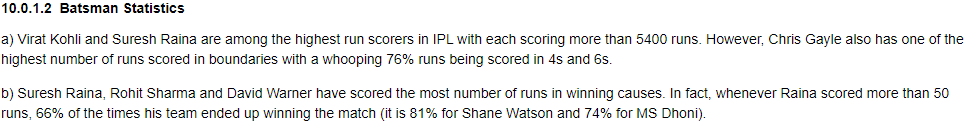 10.0.1.2 Batsman Statistics
a) Virat Kohli and Suresh Raina are among the highest run scorers in IPL with each scoring more than 5400 runs. However, Chris Gayle also has one of the
highest number of runs scored in boundaries with a whooping 76% runs being scored in 4s and 6s.
b) Suresh Raina, Rohit Sharma and David Warner have scored the most number of runs in winning causes. In fact, whenever Raina scored more than 50
runs, 66% of the times his team ended up winning the match (it is 81% for Shane Watson and 74% for MS Dhoni).